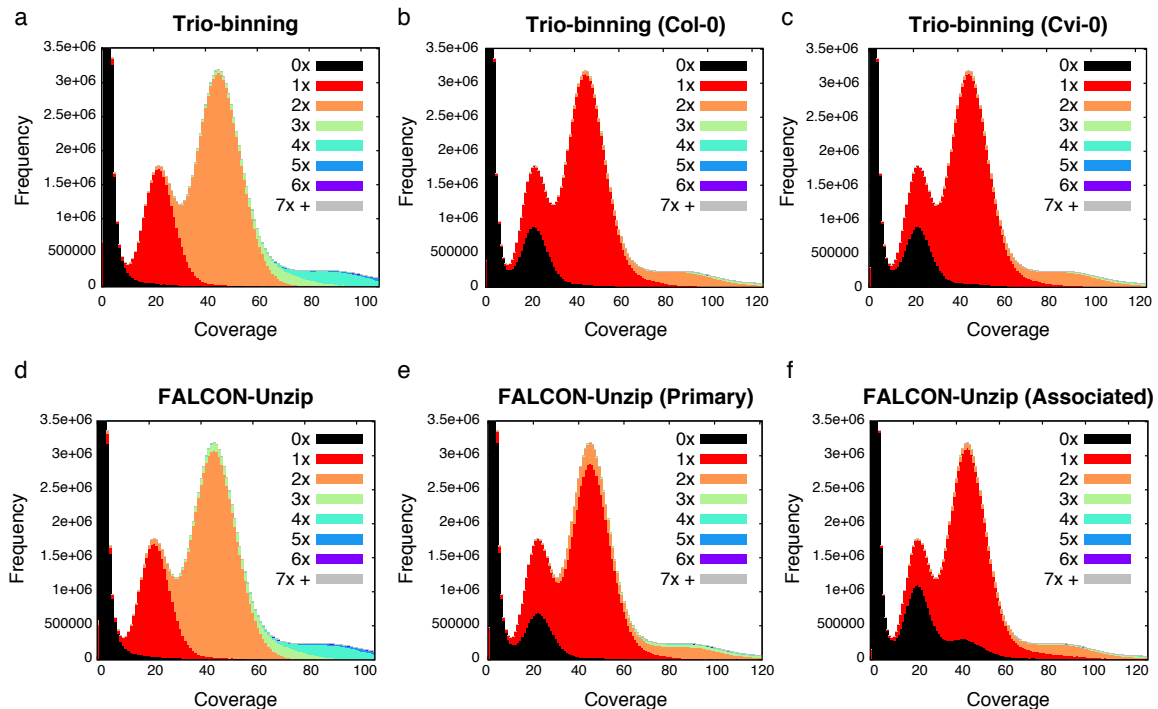 a
Trio-binning
3.5e+06
3e+06
2.5e+06
2e+06
1.5e+06
1e+06
500000
0
Frequency
0x
1x
2x
3x
4x
5x
6x
7x +
0 20 40 60 80 100
Coverage
b
Trio-binning (Col-0)
3.5e+06
3e+06
2.5e+06
2e+06
1.5e+06
1e+06
500000
0
Frequency
0x
1x
2x
3x
4x
5x
6x
7x +
0 20 40 60 80 100 120
Coverage
c
Trio-binning (Cvi-0)
3.5e+06
3e+06
2.5e+06
2e+06
1.5e+06
1e+06
500000
0
Frequency
0x
1x
2x
3x
4x
5x
6x
7x +
0 20 40 60 80 100 120
Coverage
d
FALCON-Unzip
3.5e+06
3e+06
2.5e+06
2e+06
1.5e+06
1e+06
500000
0
Frequency
0x
1x
2x
3x
4x
5x
6x
7x +
0 20 40 60 80 100
Coverage
e
FALCON-Unzip (Primary)
3.5e+06
3e+06
2.5e+06
2e+06
1.5e+06
1e+06
500000
0
Frequency
0x
1x
2x
3x
4x
5x
6x
7x +
0 20 40 60 80 100 120
Coverage
f
FALCON-Unzip (Associated)
3.5e+06
3e+06
2.5e+06
2e+06
1.5e+06
1e+06
500000
0
Frequency
0x
1x
2x
3x
4x
5x
6x
7x +
0 20 40 60 80 100 120
Coverage